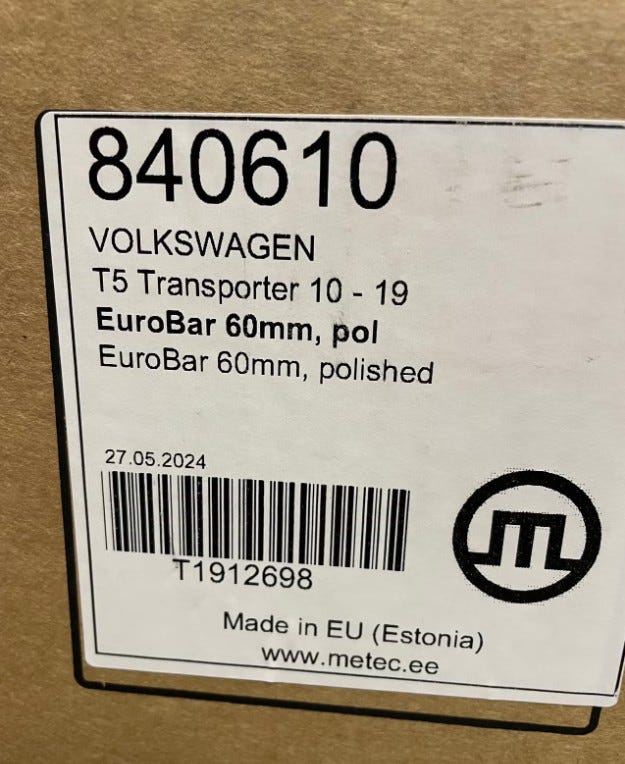 840610
VOLKSWAGEN
T5 Transporter 10 - 19
EuroBar 60mm, pol
EuroBar 60mm, polished
27.05.2024
T1912698
Made in EU (Estonia)
www.metec.ee